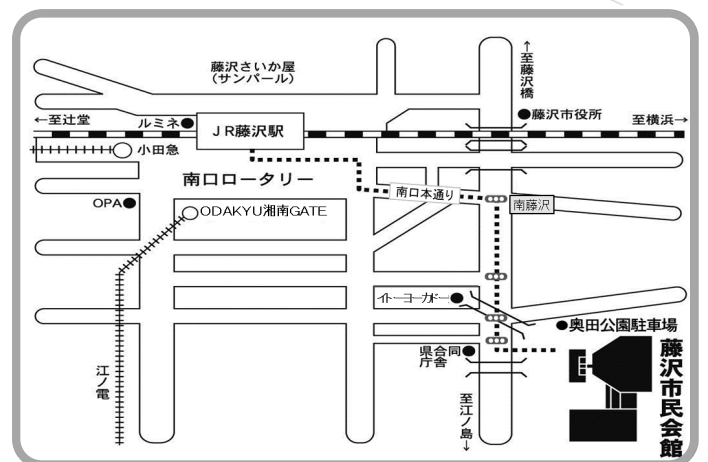 藤沢さいか屋
(サンパール)
↑至藤沢橋
←至辻堂
ルミネ
JR藤沢駅
藤沢市役所
至横浜→
小田急
南口ロータリー
南口本通り
OPA
ODAKYU湘南GATE
南藤沢
イトーヨーカドー
奥田公園駐車場
県合同
庁舎
藤沢市民会館
江ノ電
至江ノ島→